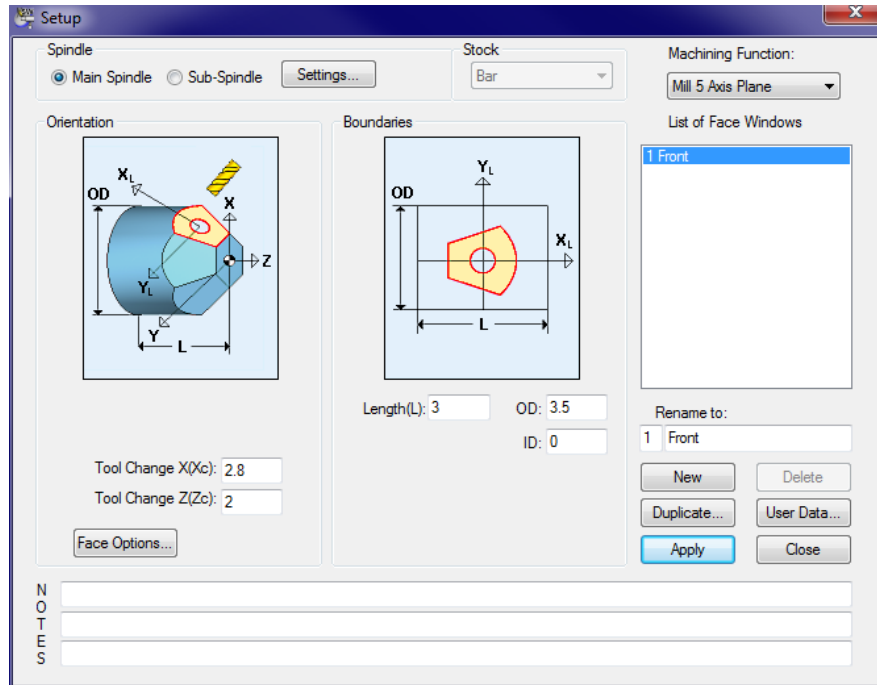 Setup
Spindle
Main Spindle Sub-Spindle Settings...
Stock
Bar
Machining Function:
Mill 5 Axis Plane
Orientation
XL
OD
X
Z
YL
Y
L
Tool Change X(Xc): 2.8
Tool Change Z(Zc): 2
Face Options...
Boundaries
YL
OD
XL
L
Length(L): 3 OD: 3.5
ID: 0
List of Face Windows
1 Front
Rename to:
1 Front
New Delete
Duplicate... User Data...
Apply Close
NOTES